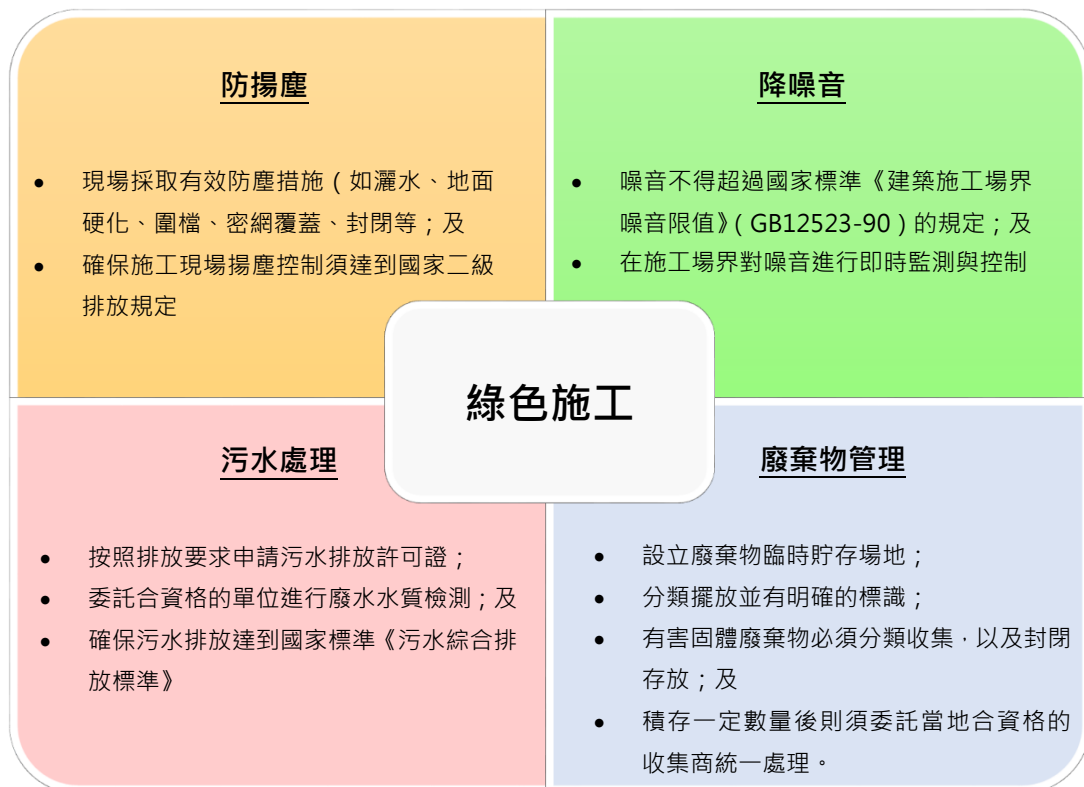 防揚塵
● 現場採取有效防塵措施（如灑水、地面
硬化、圍檔、密網覆蓋、封閉等；及
● 確保施工現場揚塵控制須達到國家二級
排放規定
降噪音
● 噪音不得超過國家標準《建築施工場界
噪音限值》（GB12523-90）的規定；及
● 在施工場界對噪音進行即時監測與控制
綠色施工
污水處理
● 按照排放要求申請污水排放許可證；
● 委託合資格的單位進行廢水水质檢測；及
● 確保污水排放達到國家標準《污水綜合排
放標準》
廢棄物管理
● 設立廢棄物臨時貯存場地；
● 分類擺放並有明確的標識；
● 有害固體廢棄物必須分類收集，以及封閉
存放；及
● 積存一定數量後則須委託當地合資格的
收集商統一處理。